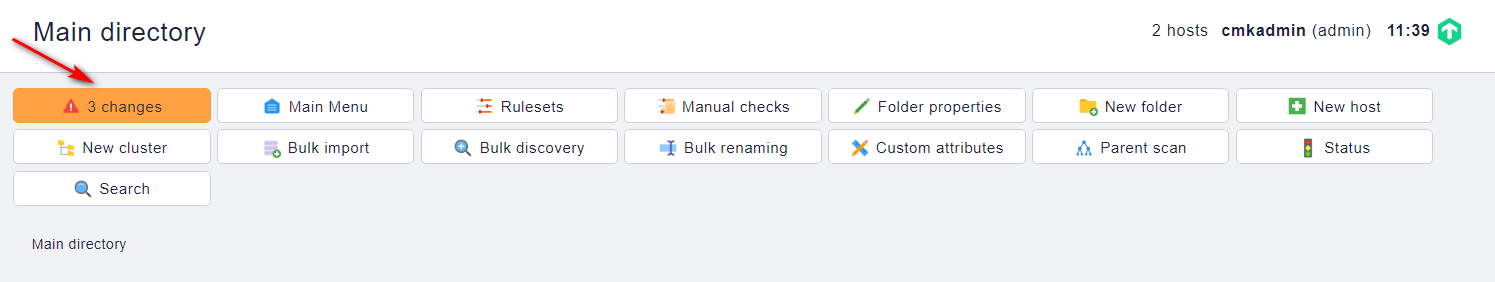 Main directory
2 hosts cmkadmin (admin) 11:39
3 changes Main Menu Rulesets Manual checks Folder properties New folder New host
New cluster Bulk import Bulk discovery Bulk renaming Custom attributes Parent scan Status
Search
Main directory